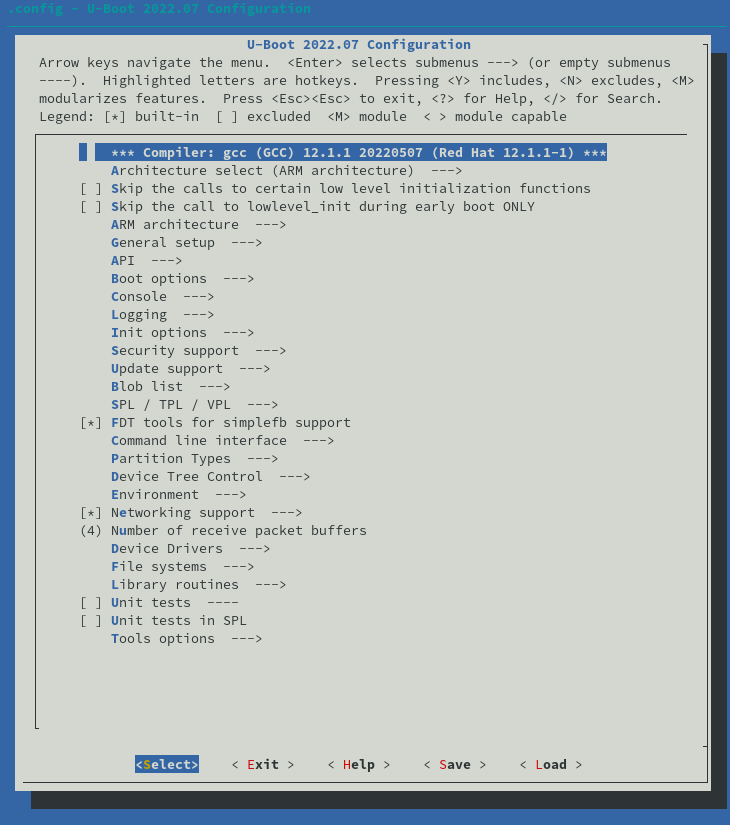 .config - U-Boot 2022.07 Configuration
U-Boot 2022.07 Configuration
Arrow keys navigate the menu.  <Enter> selects submenus ---> (or empty submenus
----).  Highlighted letters are hotkeys.  Pressing <Y> includes, <N> excludes, <M>
modularizes features.  Press <Esc><Esc> to exit, <?> for Help, </> for Search.
Legend: [*] built-in  [ ] excluded  <M> module  < > module capable
*** Compiler: gcc (GCC) 12.1.1 20220507 (Red Hat 12.1.1-1) ***
Architecture select (ARM architecture)  --->
[ ] Skip the calls to certain low level initialization functions
[ ] Skip the call to lowlevel_init during early boot ONLY
ARM architecture  --->
General setup  --->
API  --->
Boot options  --->
Console  --->
Logging  --->
Init options  --->
Security support  --->
Update support  --->
Blob list  --->
SPL / TPL / VPL  --->
[*] FDT tools for simplefb support
Command line interface  --->
Partition Types  --->
Device Tree Control  --->
Environment  --->
[*] Networking support  --->
(4) Number of receive packet buffers
Device Drivers  --->
File systems  --->
Library routines  --->
[ ] Unit tests  ----
[ ] Unit tests in SPL
Tools options  --->
<Select>    < Exit >    < Help >    < Save >    < Load >